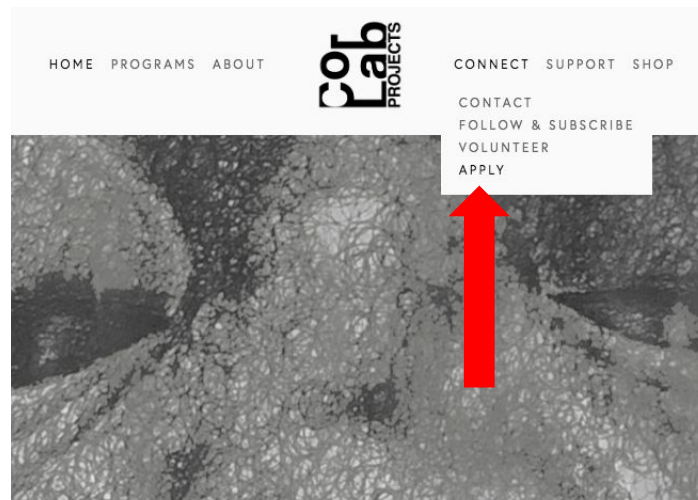 HOME PROGRAMS ABOUT
Co-Lab
PROJECTS
CONNECT SUPPORT SHOP
CONTACT
FOLLOW & SUBSCRIBE
VOLUNTEER
APPLY